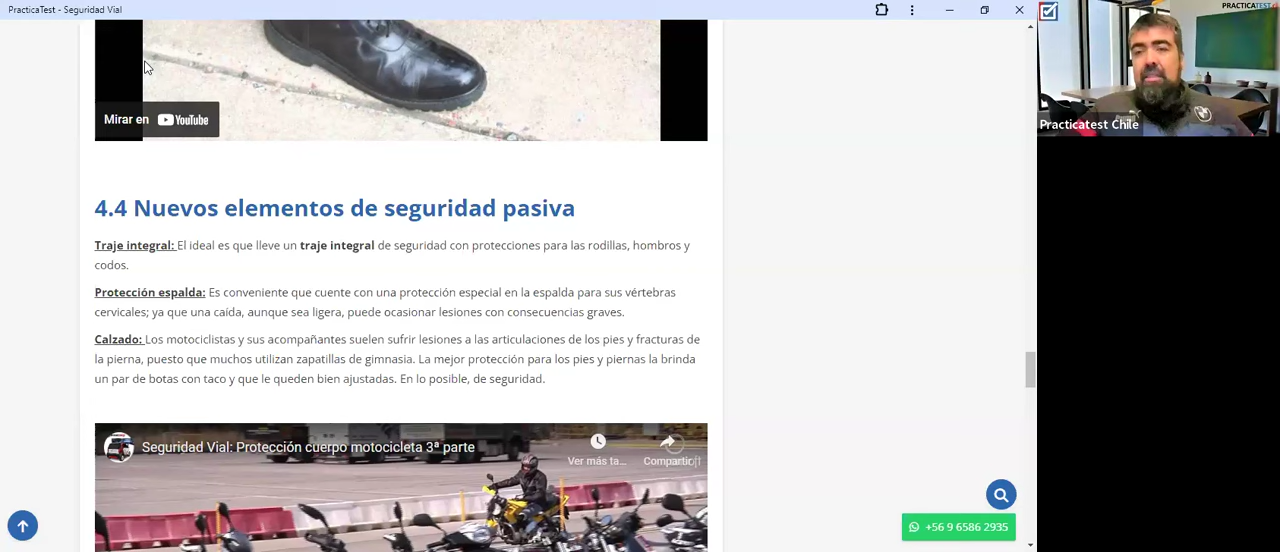 PracticaTest - Seguridad Vial
PRACTICATEST
Practicatest Chile
Mirar en YouTube
4.4 Nuevos elementos de seguridad pasiva
Traje integral: El ideal es que lleve un traje integral de seguridad con protecciones para las rodillas, hombros y
codos.
Protección espalda: Es conveniente que cuente con una protección especial en la espalda para sus vértebras
cervicales; ya que una caída, aunque sea ligera, puede ocasionar lesiones con consecuencias graves.
Calzado: Los motociclistas y sus acompañantes suelen sufrir lesiones a las articulaciones de los pies y fracturas de
la pierna, puesto que muchos utilizan zapatillas de gimnasia. La mejor protección para los pies y piernas la brinda
un par de botas con taco y que le queden bien ajustadas. En lo posible, de seguridad.
Seguridad Vial: Protección cuerpo motocicleta 3ª parte
Ver más ta...
Compartir
+56 9 6586 2935